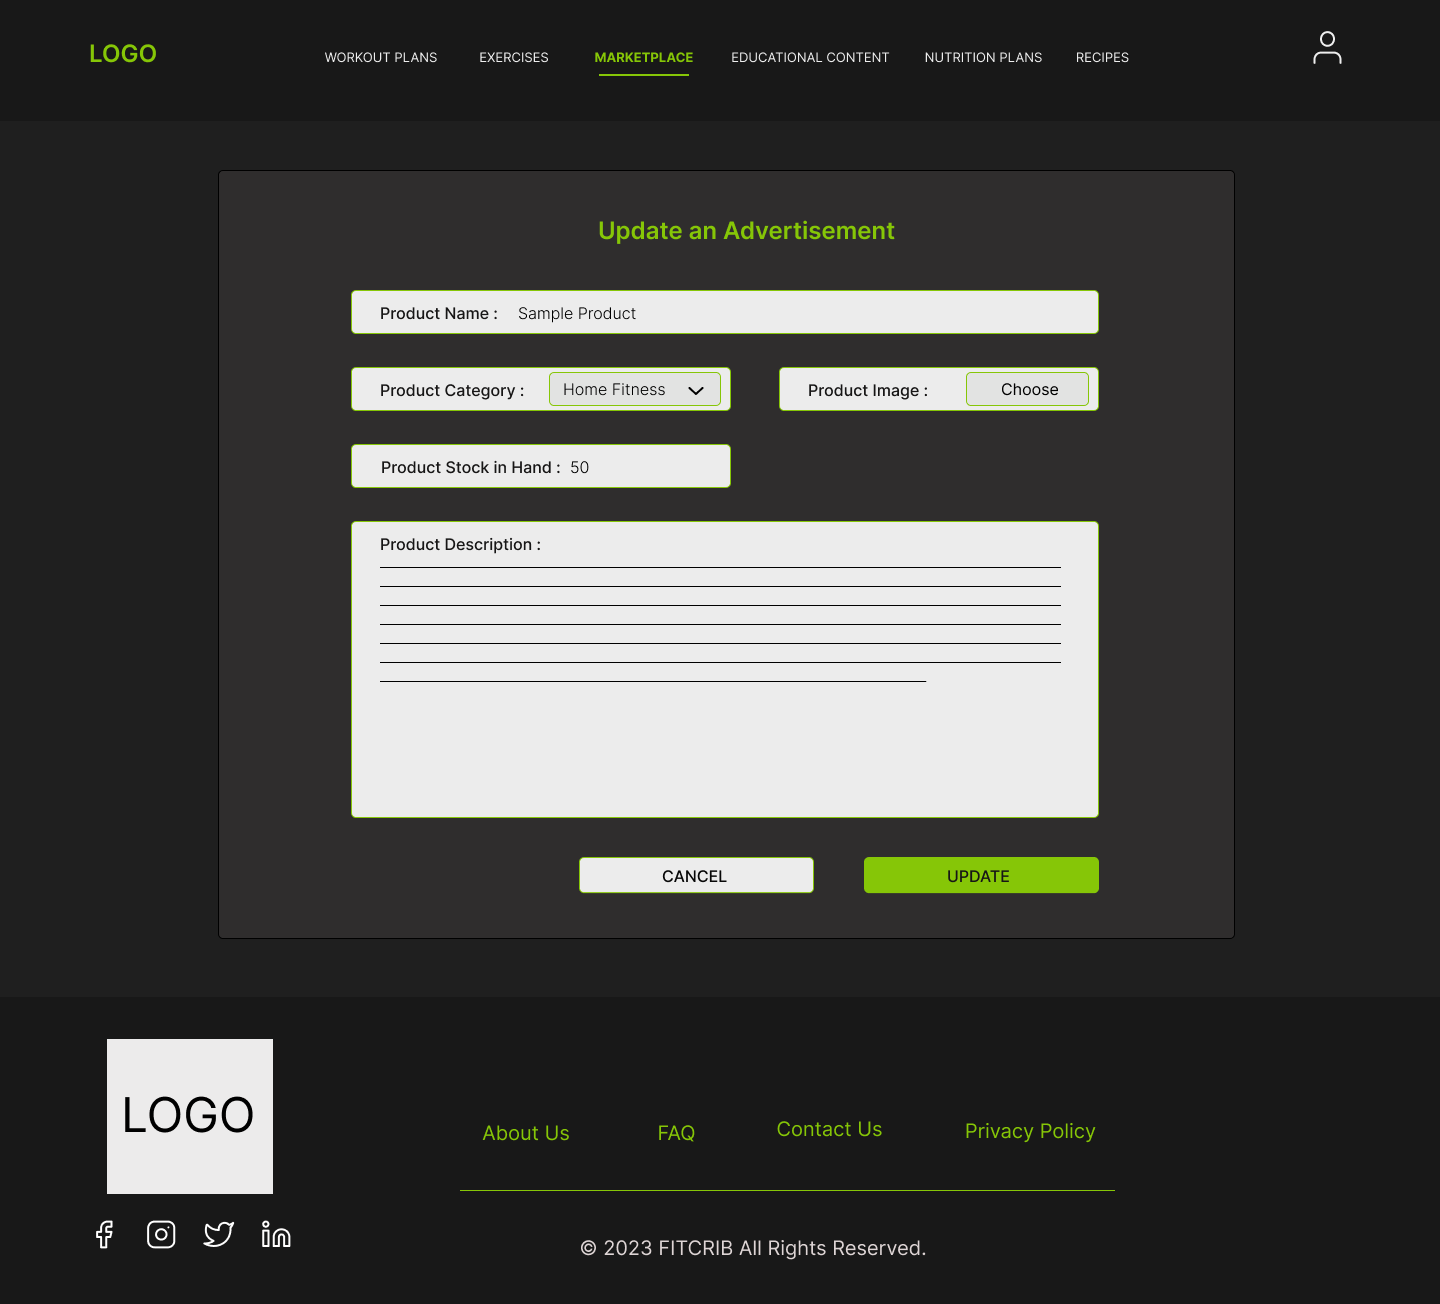 LOGO
WORKOUT PLANS
EXERCISES
MARKETPLACE
EDUCATIONAL CONTENT
NUTRITION PLANS
RECIPES
Update an Advertisement
Product Name : Sample Product
Product Category : Home Fitness
Product Image : Choose
Product Stock in Hand : 50
Product Description :
CANCEL
UPDATE
LOGO
About Us
FAQ
Contact Us
Privacy Policy
© 2023 FITCRIB All Rights Reserved.